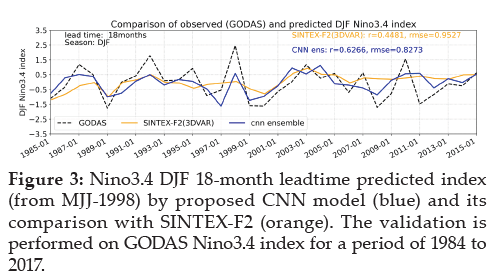 Comparison of observed (GODAS) and predicted DJF Nino3.4 index
3.5
2.5
1.5
0.5
−0.5
−1.5
−2.5
−3.5
DJF Nino3.4 index
lead time: 18months
Season: DJF
SINTEX-F2(3DVAR): r=0.4481, rmse=0.9527
CNN ens: r=0.6266, rmse=0.8273
GODAS SINTEX-F2(3DVAR) cnn ensemble
1985-01 1987-01 1989-01 1991-01 1993-01 1995-01 1997-01 1999-01 2001-01 2003-01 2005-01 2007-01 2009-01 2011-01 2013-01 2015-01
Figure 3: Nino3.4 DJF 18-month leadtime predicted index
(from MJJ-1998) by proposed CNN model (blue) and its
comparison with SINTEX-F2 (orange). The validation is
performed on GODAS Nino3.4 index for a period of 1984 to
2017.